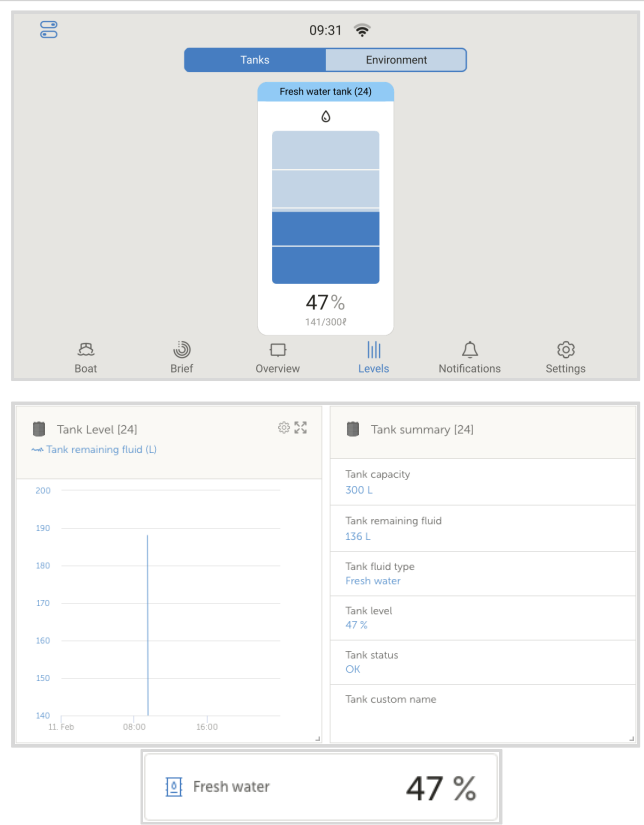 09:31
Tanks Environment
Fresh water tank (24)
47%
141/300ℓ
Boat Brief Overview Levels Notifications Settings
Tank Level [24]
Tank remaining fluid (L)
200
190
180
170
160
150
140
11. Feb 08:00 16:00
Tank summary [24]
Tank capacity
300 L
Tank remaining fluid
136 L
Tank fluid type
Fresh water
Tank level
47 %
Tank status
OK
Tank custom name
Fresh water 47 %